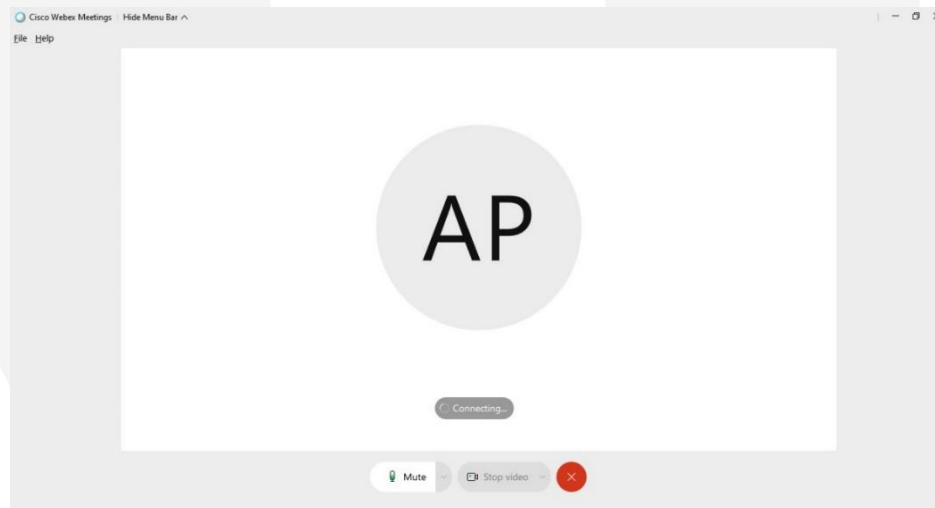 Cisco Webex Meetings Hide Menu Bar
File Help
AP
Connecting...
Mute Stop video